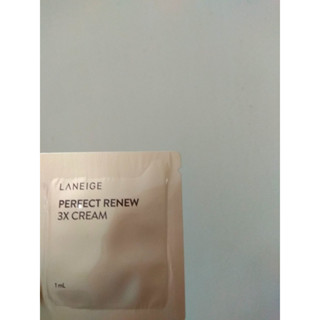 LANEIGE
PERFECT RENEW
3X CREAM
1 mL